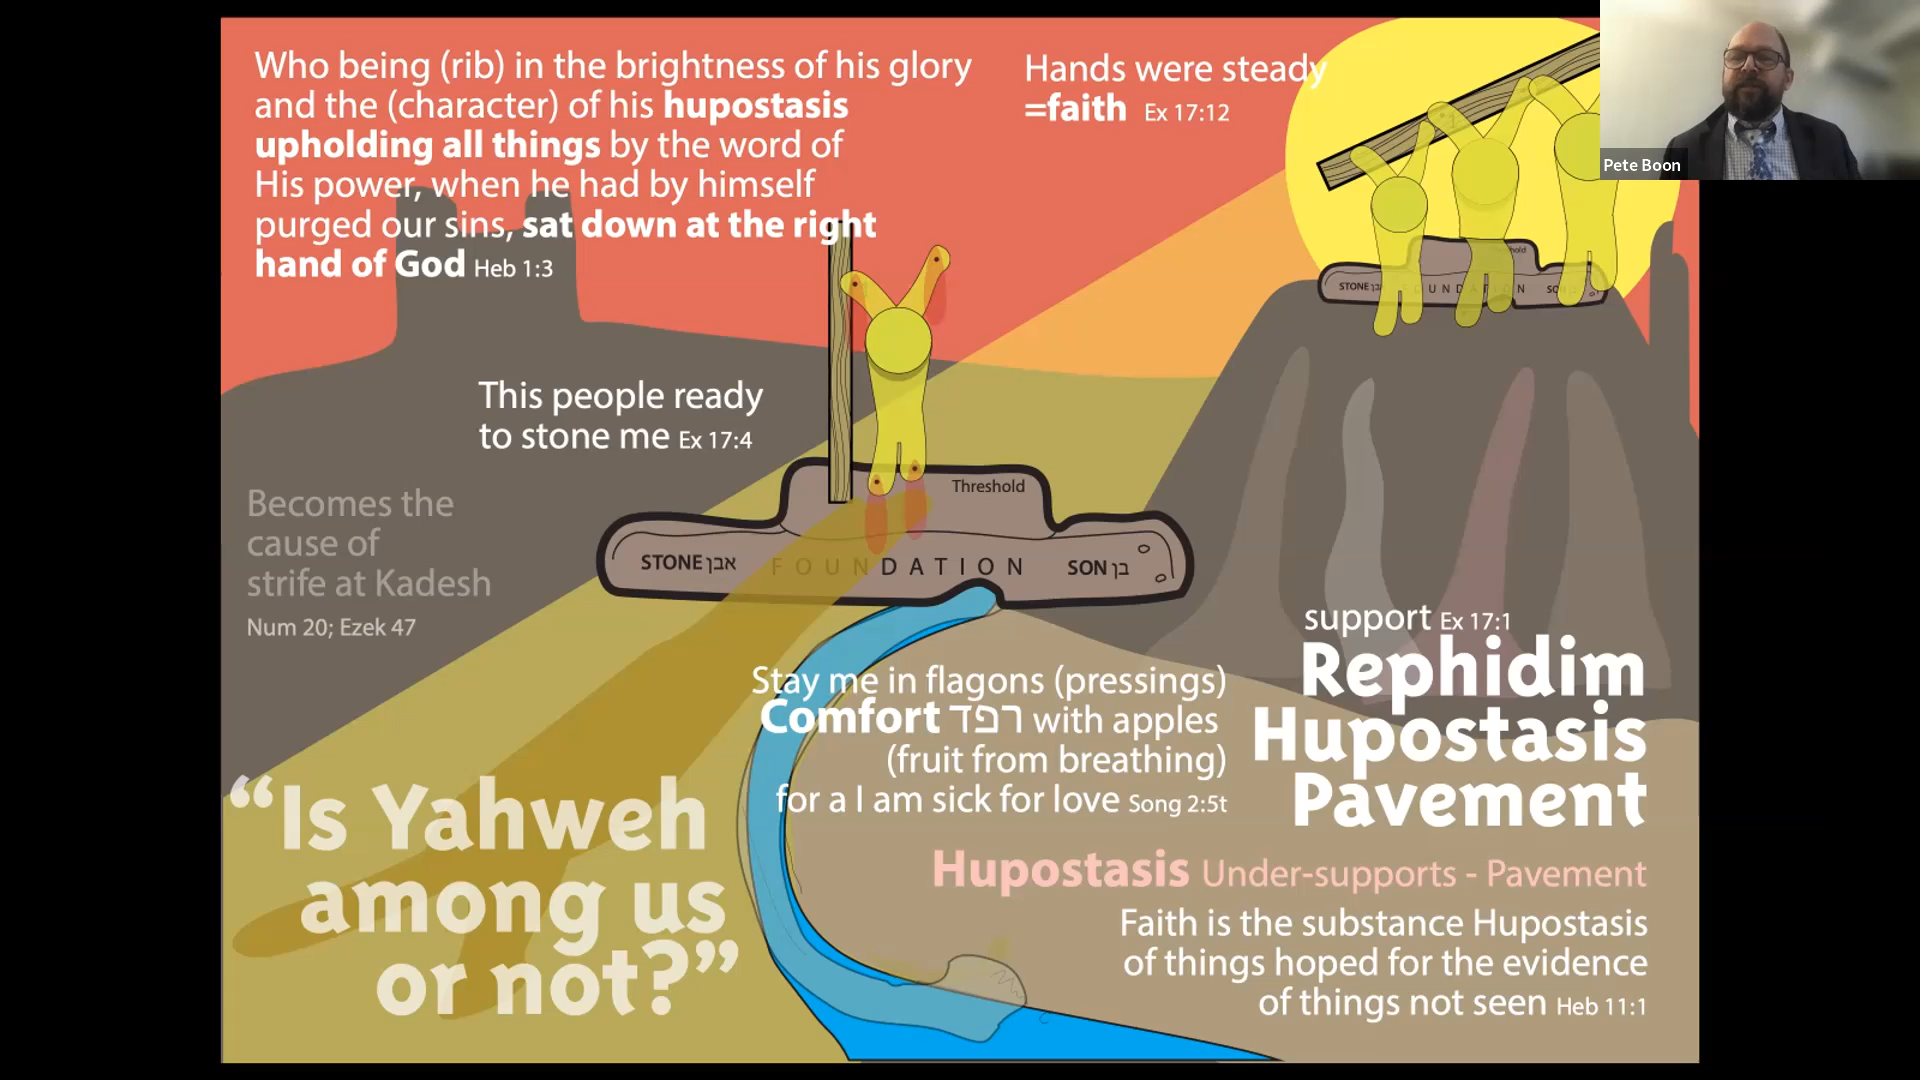 Who being (rib) in the brightness of his glory
and the (character) of his hupostasis
upholding all things by the word of
His power, when he had by himself
purged our sins, sat down at the right
hand of God Heb 1:3
Hands were steady
=faith Ex 17:12
Pete Boon
This people ready
to stone me Ex 17:4
Becomes the
cause of
strife at Kadesh
Num 20; Ezek 47
Threshold
STONE אבן FOUNDATION SON בן
support Ex 17:1
Rephidim
Hupostasis
Pavement
Stay me in flagons (pressings)
Comfort רפד with apples
(fruit from breathing)
for a I am sick for love Song 2:5t
“Is Yahweh
among us
or not?”
Hupostasis Under-supports - Pavement
Faith is the substance Hupostasis
of things hoped for the evidence
of things not seen Heb 11:1